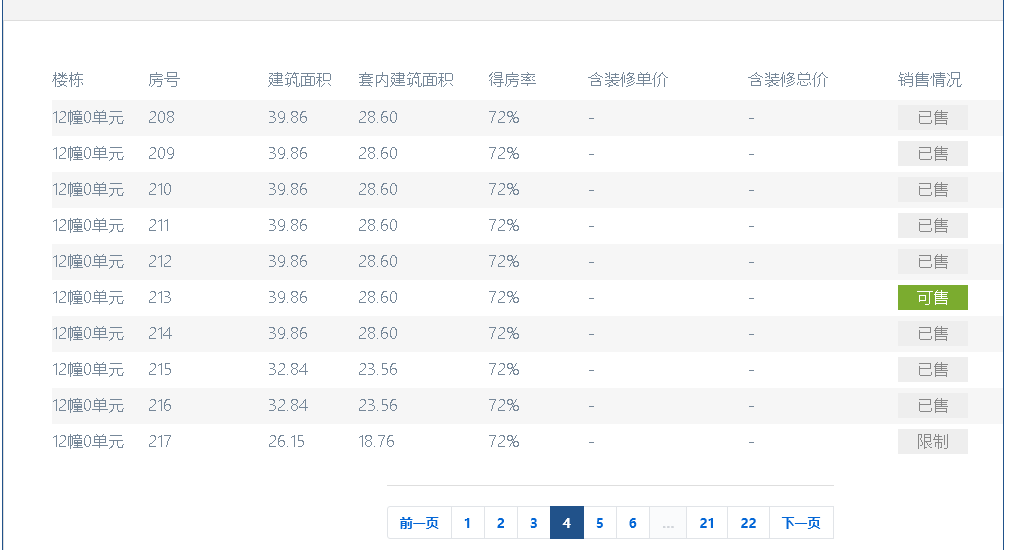 楼栋 房号 建筑面积 套内建筑面积 得房率 含装修单价 含装修总价 销售情况
12幢0单元 208 39.86 28.60 72% - - 已售
12幢0单元 209 39.86 28.60 72% - - 已售
12幢0单元 210 39.86 28.60 72% - - 已售
12幢0单元 211 39.86 28.60 72% - - 已售
12幢0单元 212 39.86 28.60 72% - - 已售
12幢0单元 213 39.86 28.60 72% - - 可售
12幢0单元 214 39.86 28.60 72% - - 已售
12幢0单元 215 32.84 23.56 72% - - 已售
12幢0单元 216 32.84 23.56 72% - - 已售
12幢0单元 217 26.15 18.76 72% - - 限制
前一页 1 2 3 4 5 6 ... 21 22 下一页